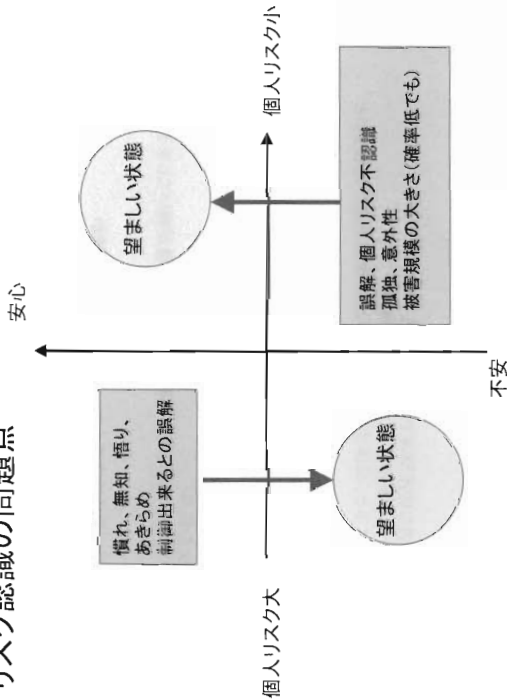 リスク認識の問題点
安心
慣れ、無知、悟り、
あきらめ
制御出来るとの誤解
望ましい状態
個人リスク大
個人リスク小
望ましい状態
誤解、個人リスク不認識
孤独、意外性
被害規模の大きさ(確率低でも)
不安